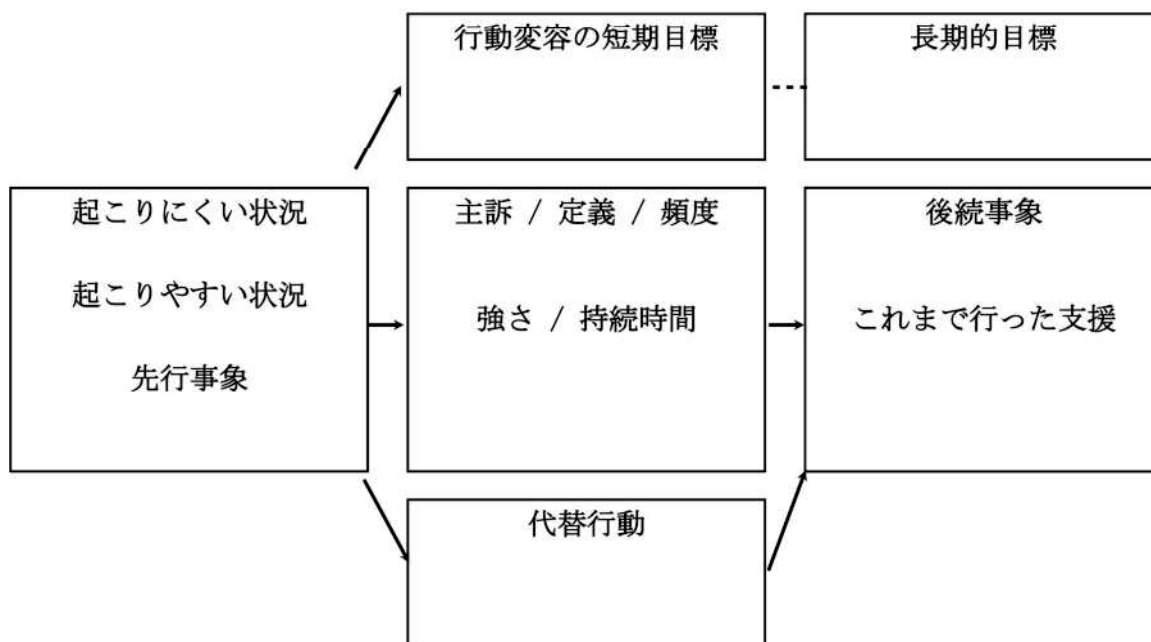 行動変容の短期目標
長期的目標
起こりにくい状況
起こりやすい状況
先行事象
主訴 / 定義 / 頻度
強さ / 持続時間
後続事象
これまで行った支援
代替行動